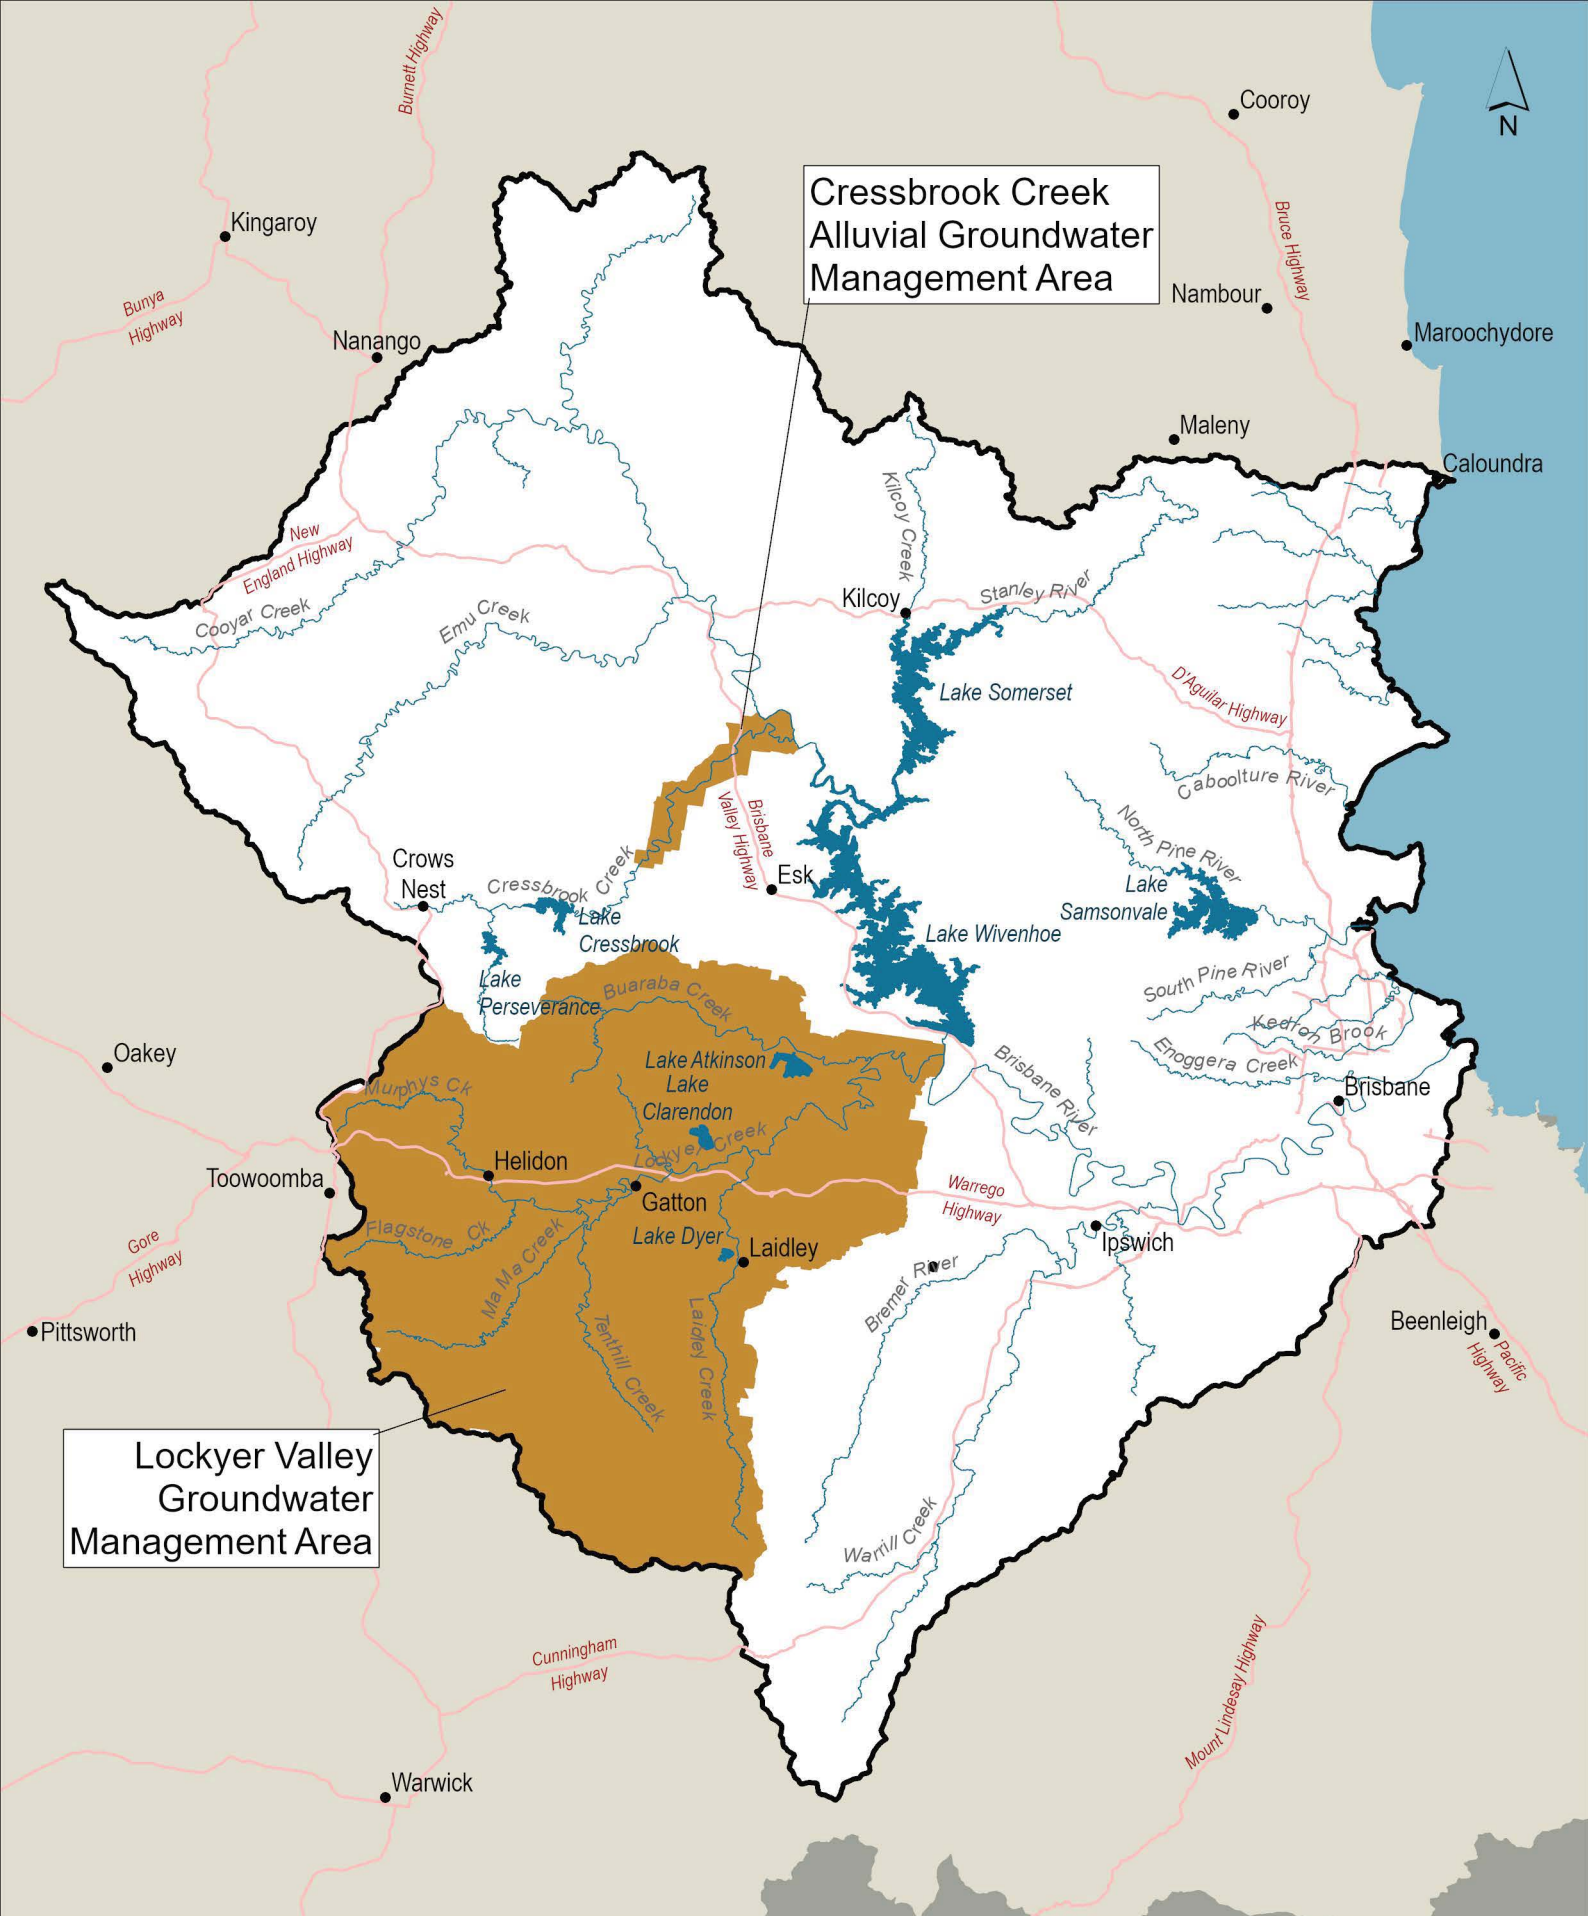 Burnett Highway
Cooroy
N
Cressbrook Creek
Alluvial Groundwater
Management Area
Kingaroy
Bruce Highway
Bunya
Highway
Nambour
Nanango
Maroochydore
Maleny
Caloundra
Kilcoy Creek
New
England Highway
Kilcoy
Stanley River
Cooyar Creek
Emu Creek
Lake Somerset
D'Aguilar Highway
Caboolture River
Brisbane
Valley Highway
North Pine River
Crows
Nest
Esk
Cressbrook Creek
Lake
Cressbrook
Lake
Samsonvale
Lake Wivenhoe
Lake
Perseverance
Buaraba Creek
South Pine River
Kedron Brook
Enoggera Creek
Oakey
Lake Atkinson
Lake
Clarendon
Murphys Ck
Brisbane River
Brisbane
Lockyer Creek
Helidon
Toowoomba
Gatton
Warrego
Highway
Flagstone Ck
Ma Ma Creek
Lake Dyer
Laidley
Ipswich
Gore
Highway
Bremer River
Pittsworth
Tenthill Creek
Laidley Creek
Beenleigh
Pacific
Highway
Lockyer Valley
Groundwater
Management Area
Warrill Creek
Cunningham
Highway
Mount Lindesay Highway
Warwick